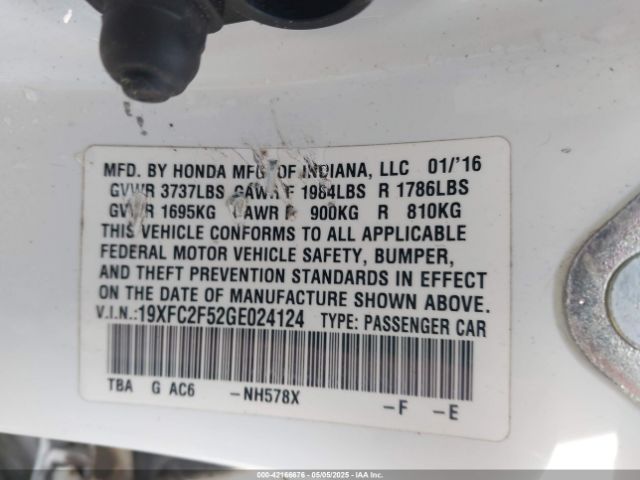 MFD. BY HONDA MFG OF INDIANA, LLC 01/'16
GVWR 3737LBS GAWR F 1984LBS R 1786LBS
GVWR 1695KG GAWR F 900KG R 810KG
THIS VEHICLE CONFORMS TO ALL APPLICABLE
FEDERAL MOTOR VEHICLE SAFETY, BUMPER,
AND THEFT PREVENTION STANDARDS IN EFFECT
ON THE DATE OF MANUFACTURE SHOWN ABOVE.
V.I.N.:19XFC2F52GE024124 TYPE: PASSENGER CAR
TBA G AC6 -NH578X -F -E
000-42166676 05/05/2025 - IAA Inc.